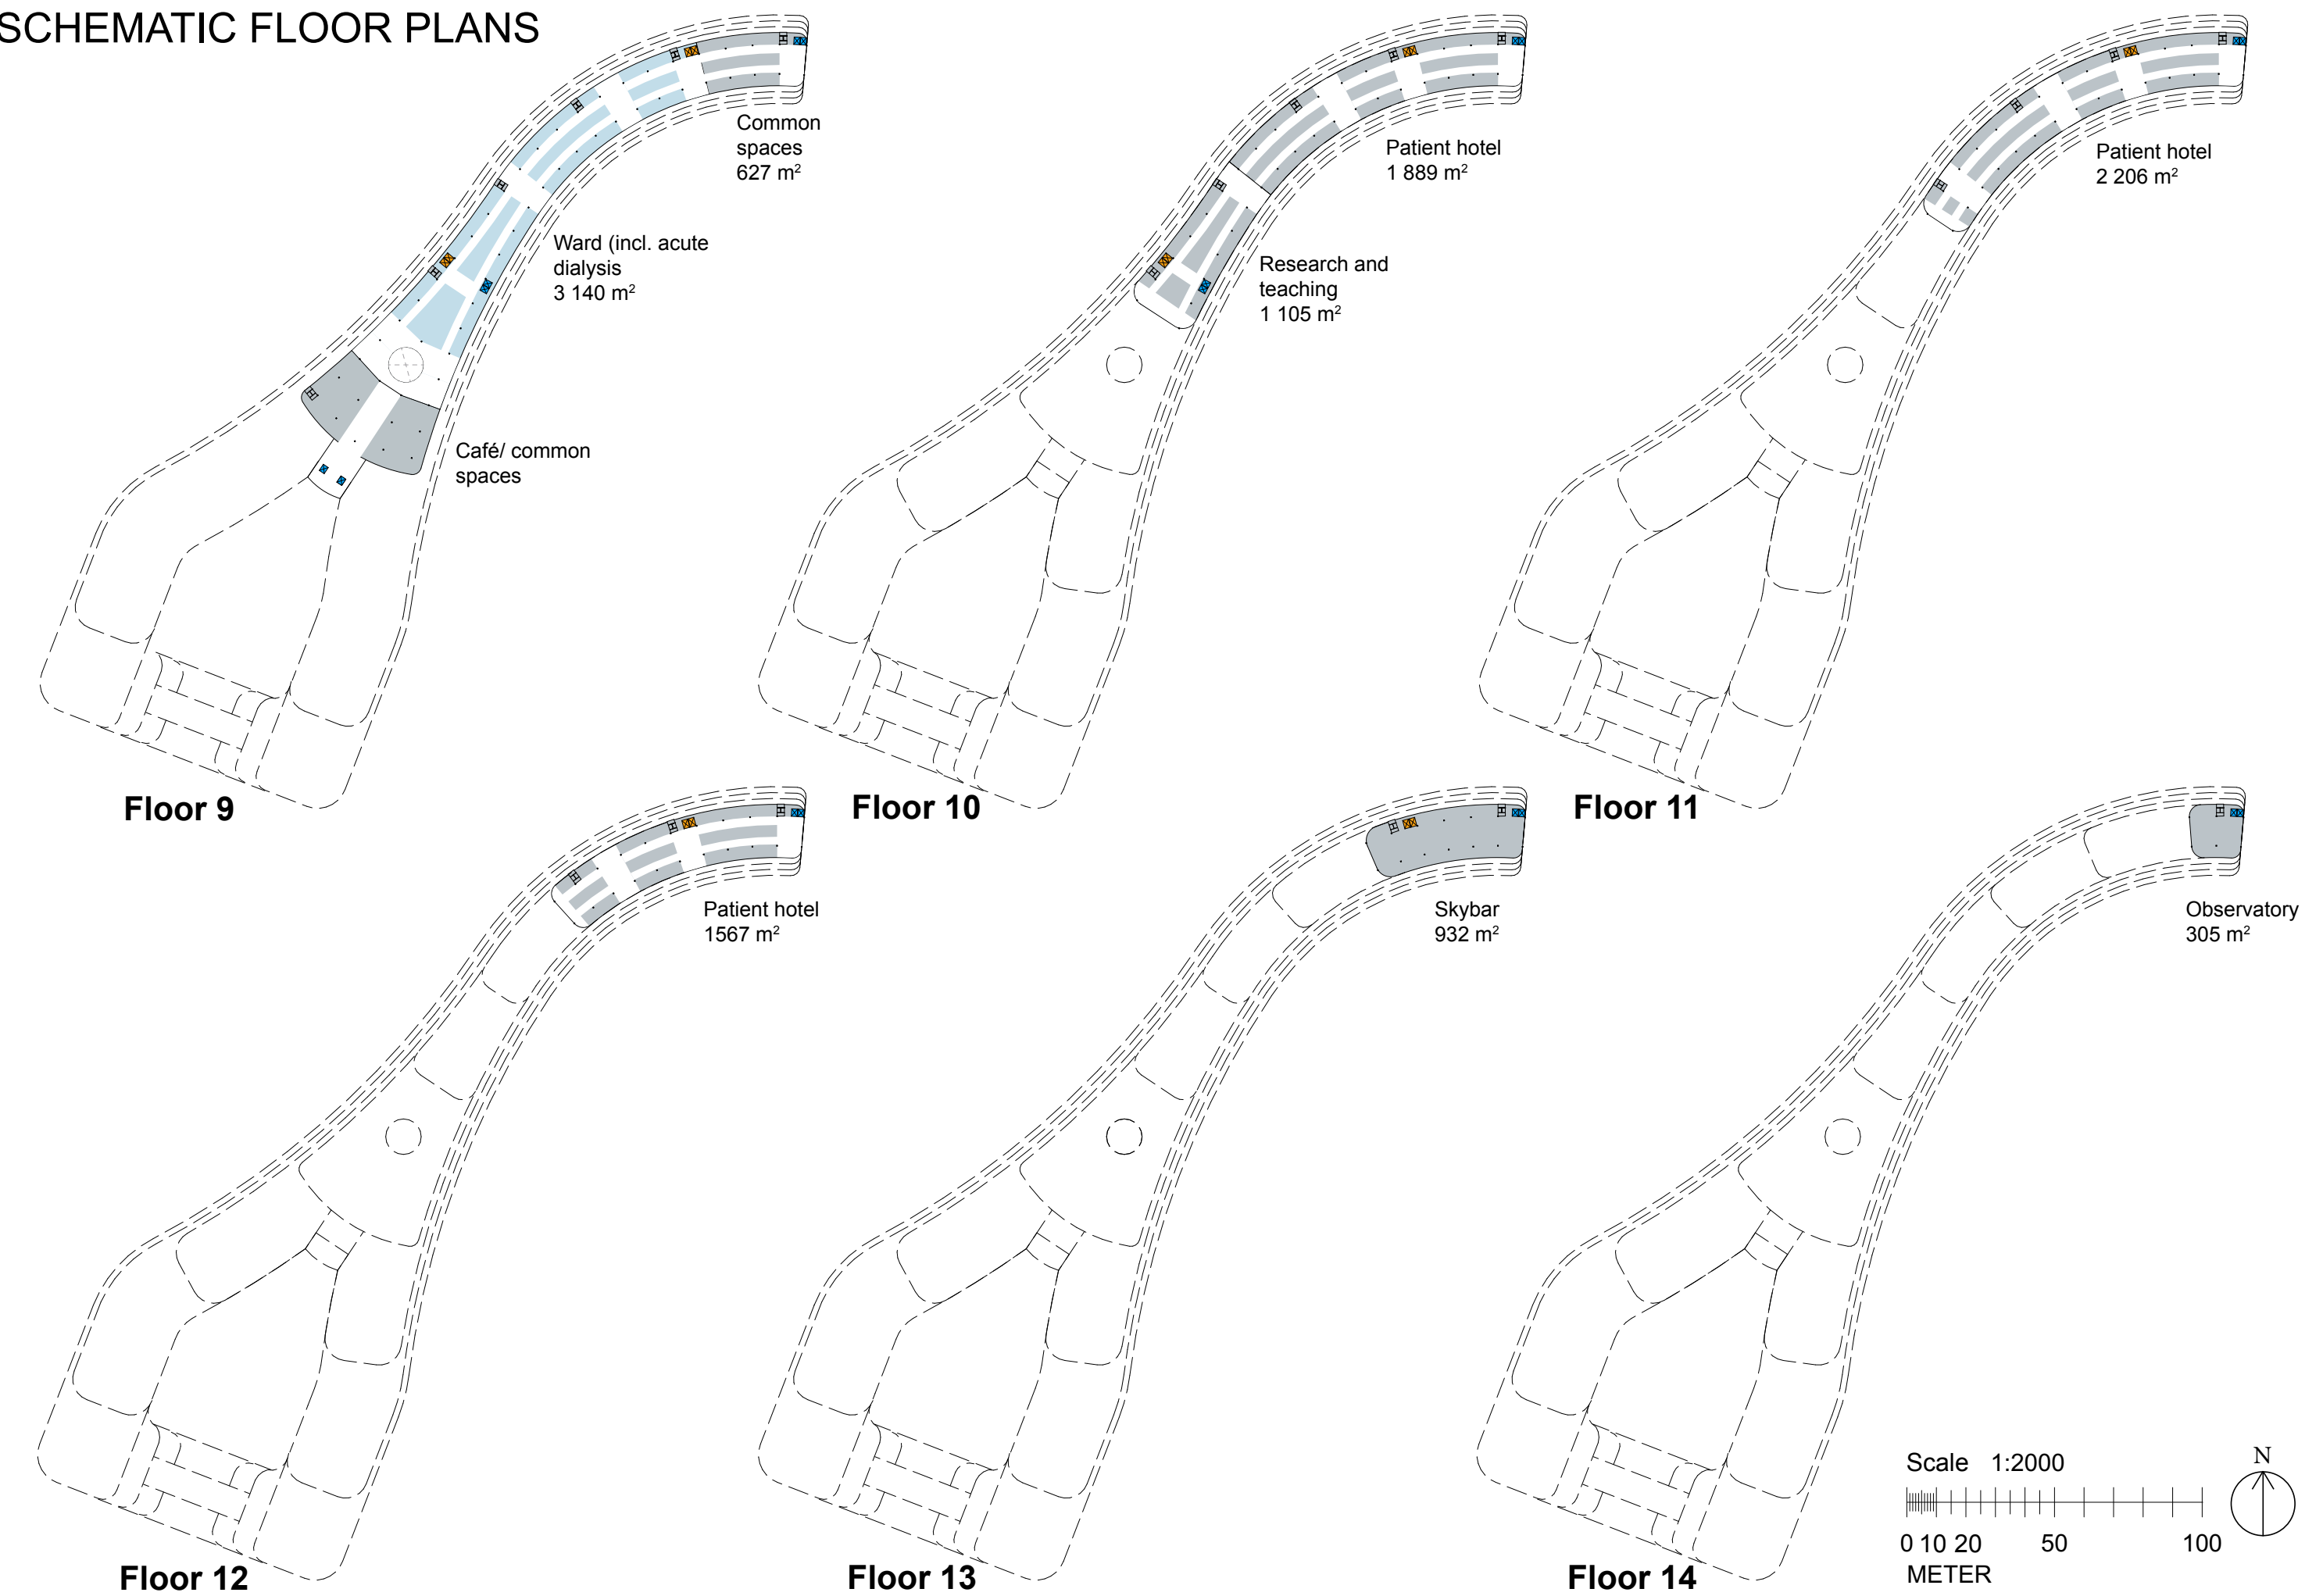 SCHEMATIC FLOOR PLANS
Common
spaces
627 m²
Ward (incl. acute
dialysis
3 140 m²
Café/ common
spaces
Floor 9
Patient hotel
1 889 m²
Research and
teaching
1 105 m²
Floor 10
Patient hotel
2 206 m²
Floor 11
Patient hotel
1567 m²
Floor 12
Skybar
932 m²
Floor 13
Observatory
305 m²
Floor 14
Scale 1:2000
0 10 20 50 100
METER
N